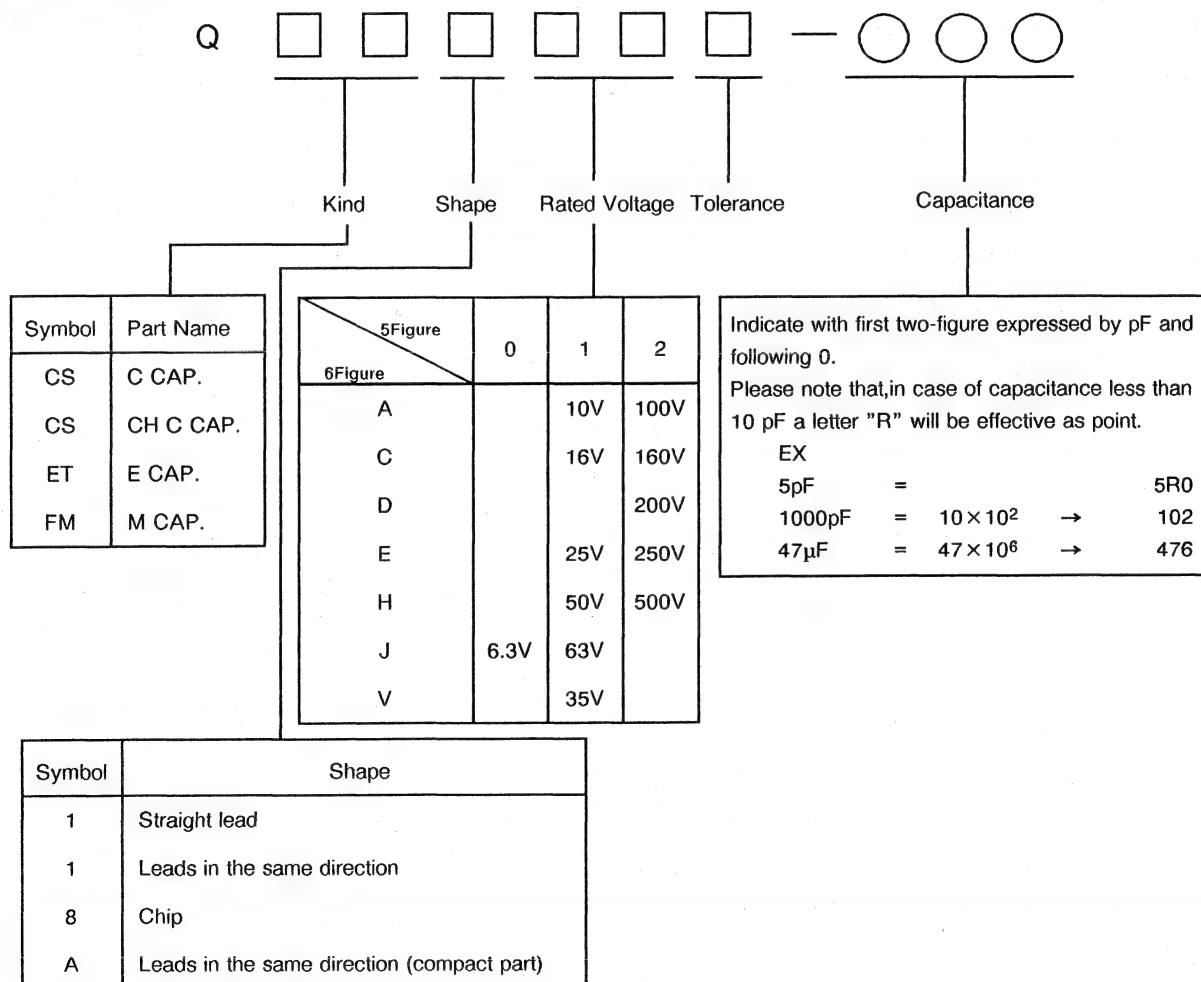 Q □ □ □ □ □ □ — ○ ○ ○
Kind Shape Rated Voltage Tolerance Capacitance
Symbol Part Name
CS C CAP.
CS CH C CAP.
ET E CAP.
FM M CAP.
5Figure 0 1 2
6Figure
A 10V 100V
C 16V 160V
D 200V
E 25V 250V
H 50V 500V
J 6.3V 63V
V 35V
Indicate with first two-figure expressed by pF and
following 0.
Please note that,in case of capacitance less than
10 pF a letter "R" will be effective as point.
EX
5pF = 5R0
1000pF = 10×10² → 102
47μF = 47×10⁶ → 476
Symbol Shape
1 Straight lead
1 Leads in the same direction
8 Chip
A Leads in the same direction (compact part)